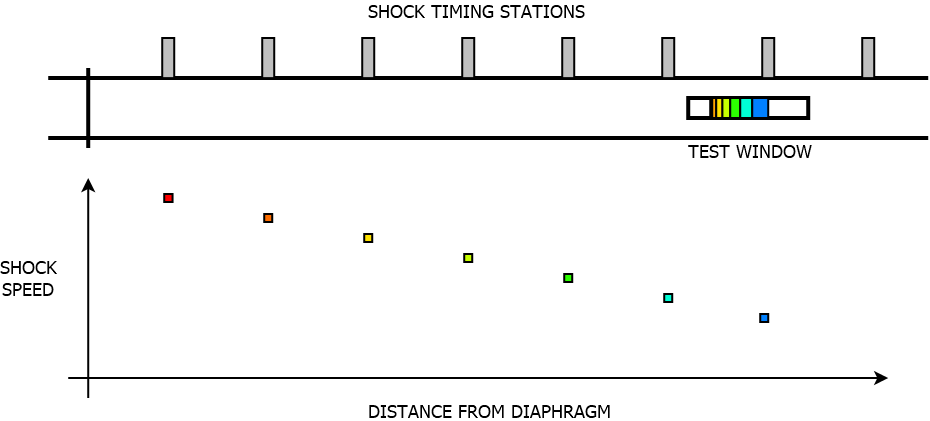 SHOCK TIMING STATIONS
TEST WINDOW
SHOCK
SPEED
DISTANCE FROM DIAPHRAGM